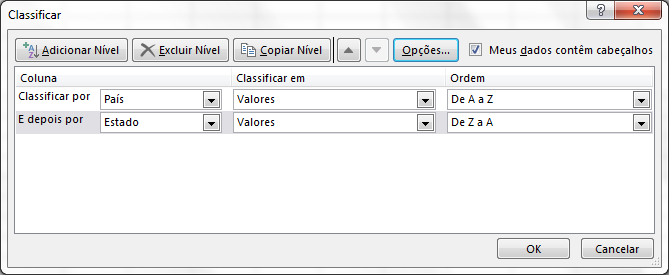 Classificar
Adicionar Nível Excluir Nível Copiar Nível Opções... Meus dados contêm cabeçalhos
Coluna Classificar em Ordem
Classificar por País Valores De A a Z
E depois por Estado Valores De Z a A
OK Cancelar